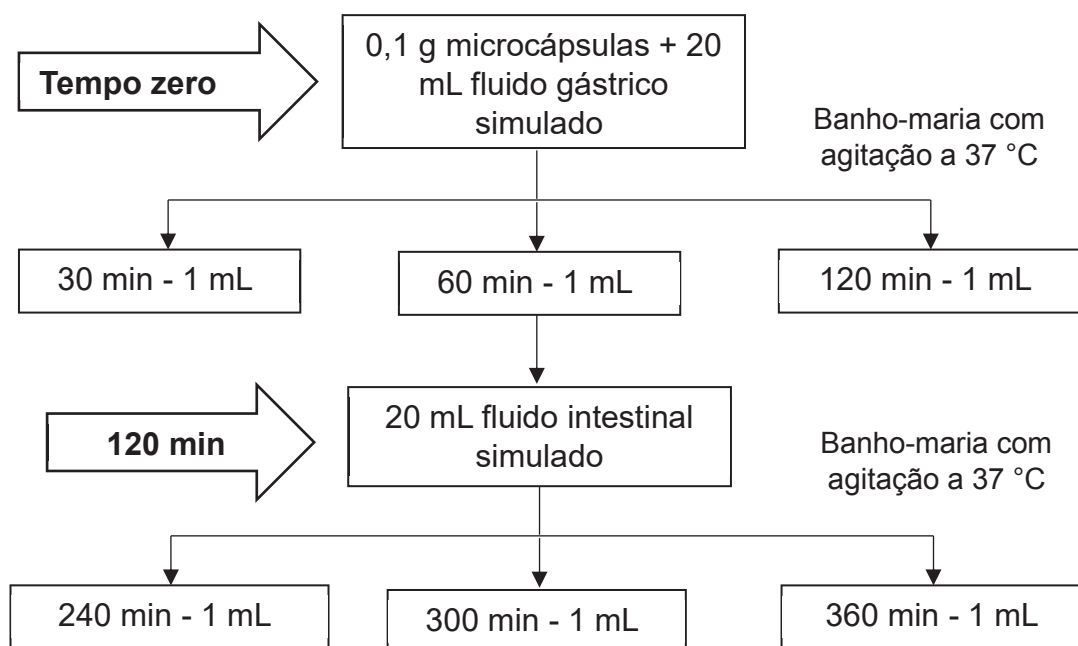 Tempo zero
0,1 g microcápsulas + 20
mL fluido gástrico
simulado
Banho-maria com
agitação a 37 °C
30 min - 1 mL
60 min - 1 mL
120 min - 1 mL
120 min
20 mL fluido intestinal
simulado
Banho-maria com
agitação a 37 °C
240 min - 1 mL
300 min - 1 mL
360 min - 1 mL